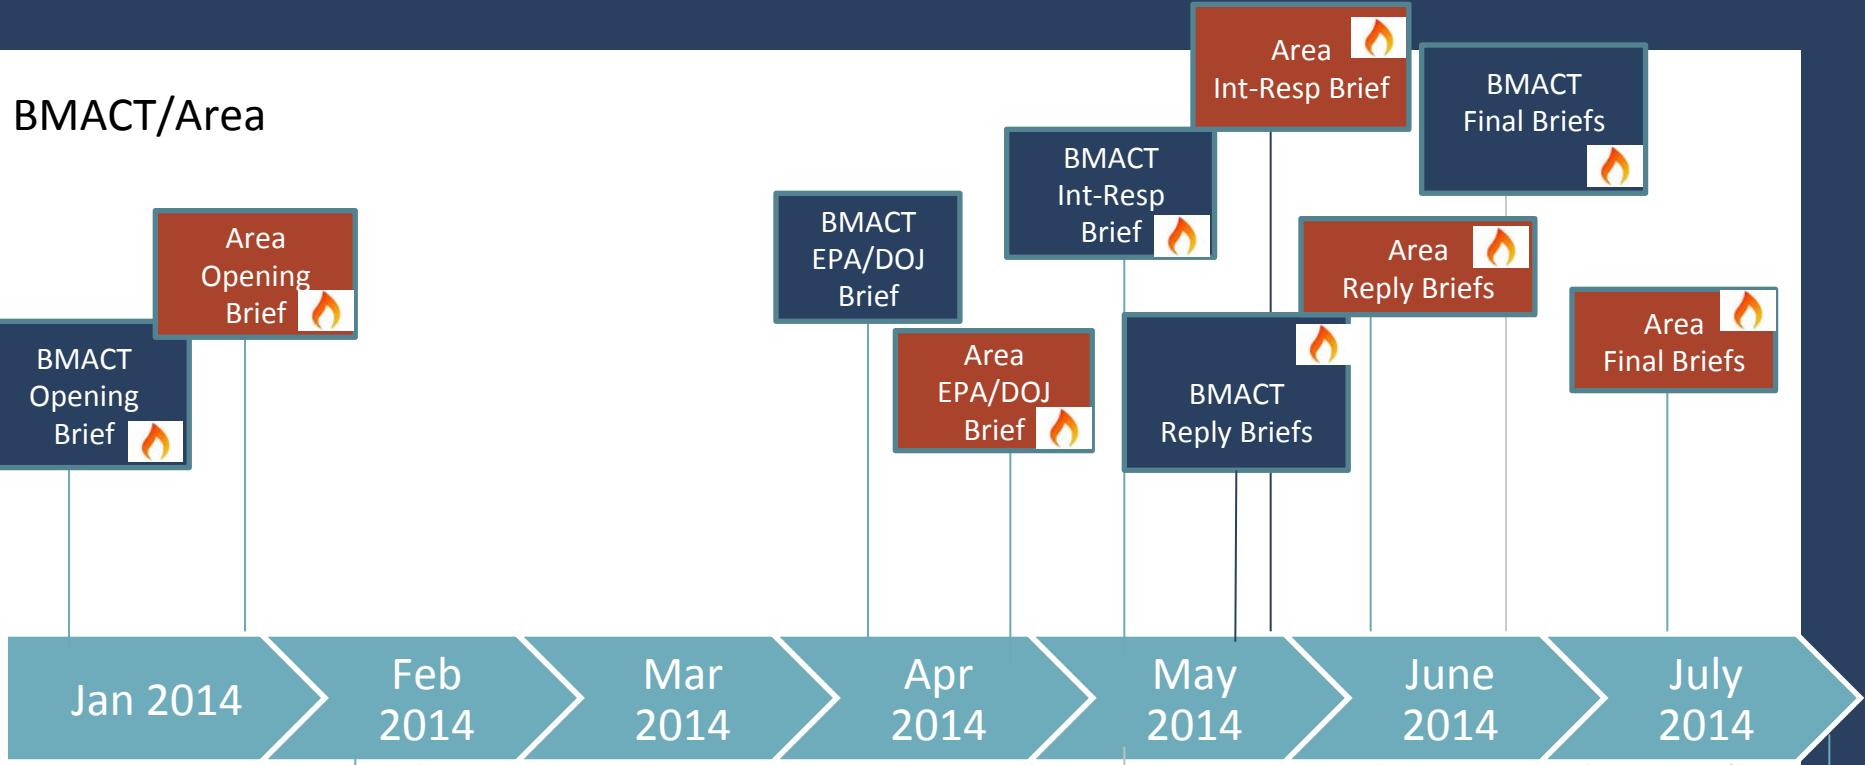 BMACT/Area
BMACT
Opening
Brief
Area
Opening
Brief
BMACT
EPA/DOJ
Brief
Area
EPA/DOJ
Brief
BMACT
Int-Resp
Brief
BMACT
Reply Briefs
Area
Int-Resp Brief
Area
Reply Briefs
BMACT
Final Briefs
Area
Final Briefs
Jan 2014
Feb
2014
Mar
2014
Apr
2014
May
2014
June
2014
July
2014